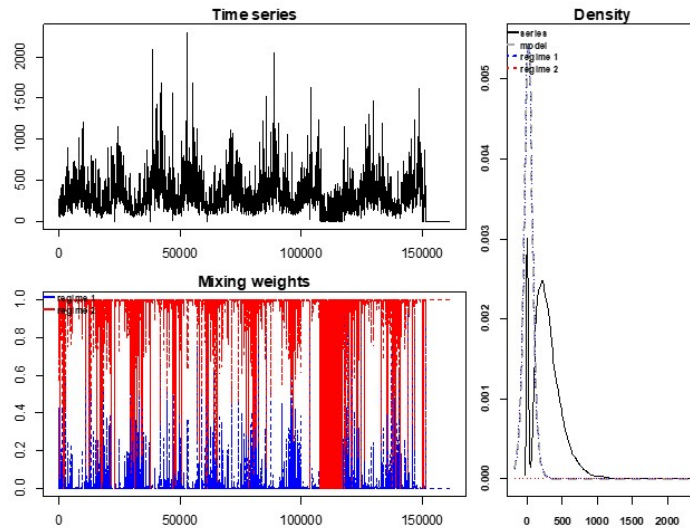 Time series
2000
1500
1000
500
0
0 50000 100000 150000
Mixing weights
regime 1
regime 2
1.0
0.8
0.6
0.4
0.2
0.0
0 50000 100000 150000
Density
series
model
regime 1
regime 2
0.005
0.004
0.003
0.002
0.001
0.000
0 500 1000 2000